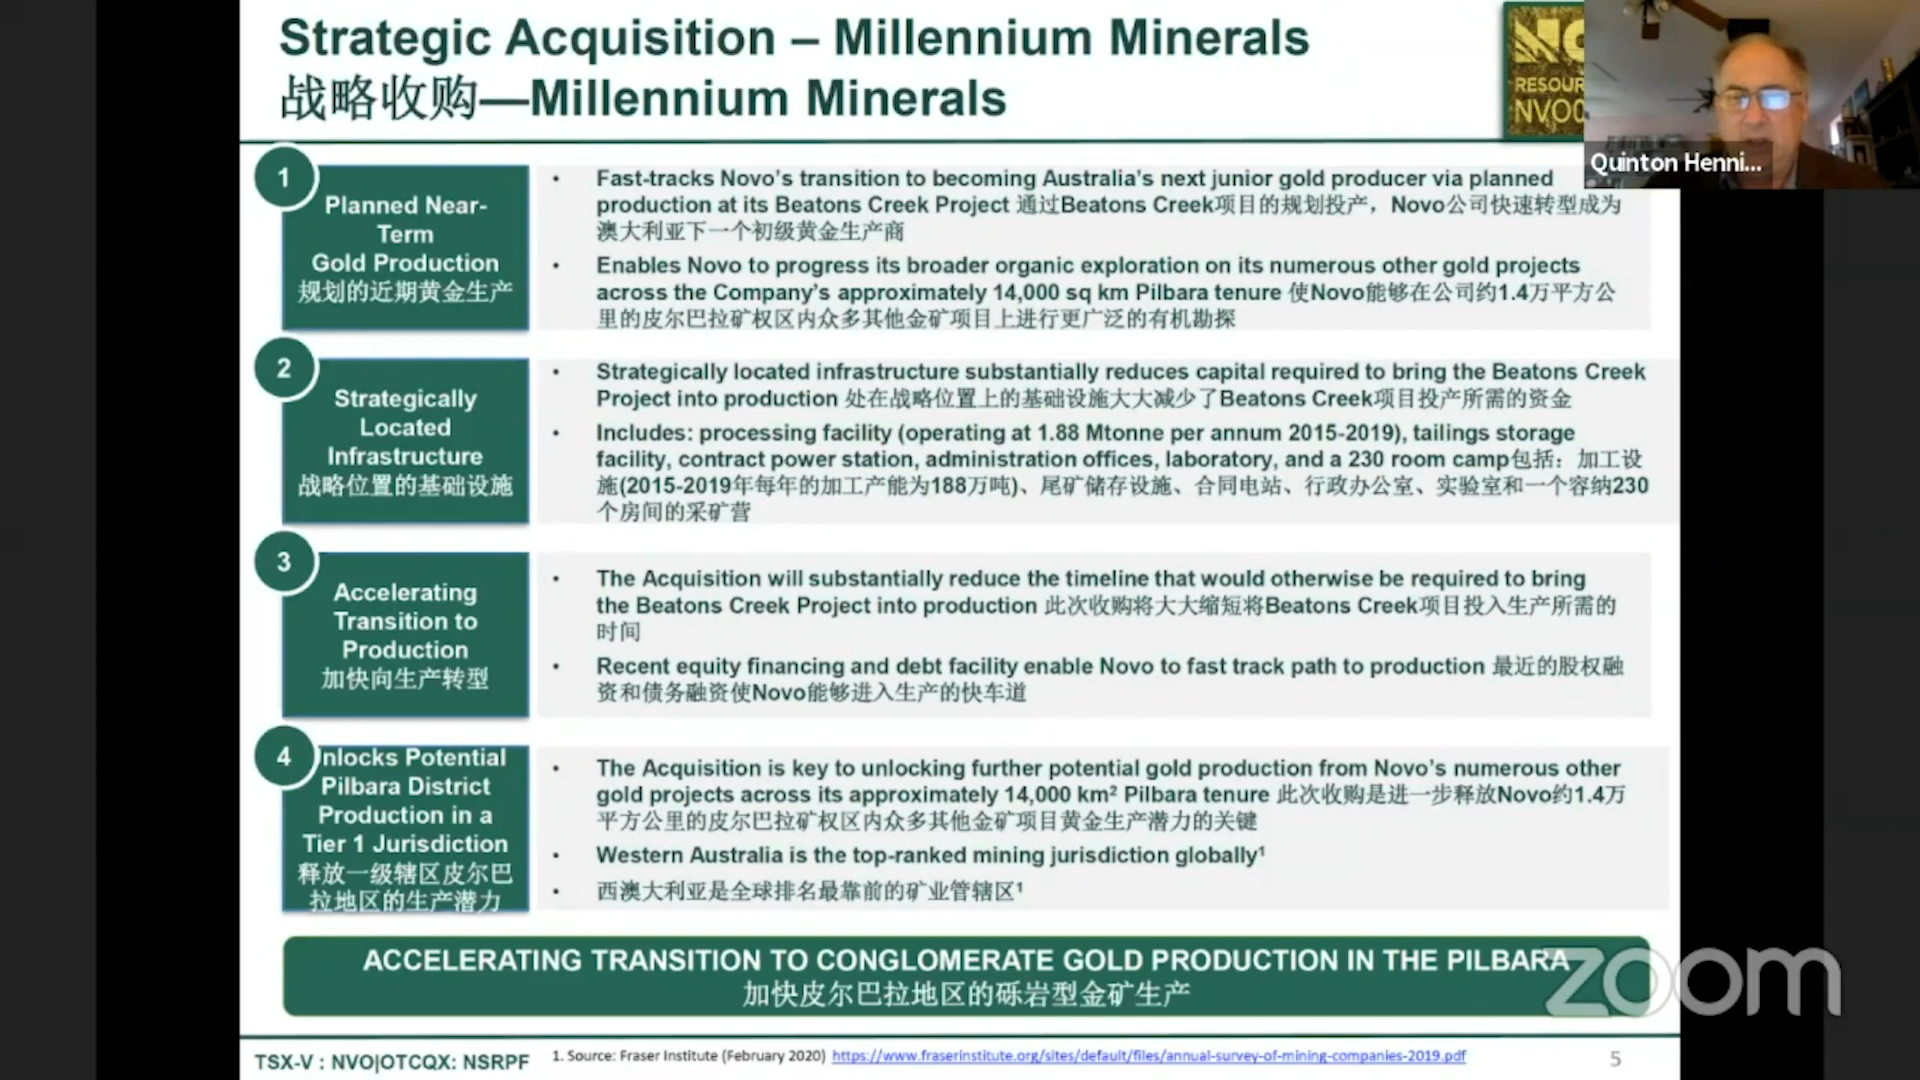 Strategic Acquisition – Millennium Minerals
战略收购—Millennium Minerals
RESOUR
Quinton Henni...
1
Planned Near-
Term
Gold Production
规划的近期黄金生产
• Fast-tracks Novo's transition to becoming Australia's next junior gold producer via planned
production at its Beatons Creek Project 通过Beatons Creek项目的规划投产，Novo公司快速转型成为
澳大利亚下一个初级黄金生产商
• Enables Novo to progress its broader organic exploration on its numerous other gold projects
across the Company's approximately 14,000 sq km Pilbara tenure 使Novo能够在公司约1.4万平方公
里的皮尔巴拉矿权区内众多其他金矿项目上进行更广泛的有机勘探
2
Strategically
Located
Infrastructure
战略位置的基础设施
• Strategically located infrastructure substantially reduces capital required to bring the Beatons Creek
Project into production 处在战略位置上的基础设施大大减少了Beatons Creek项目投产所需的资金
• Includes: processing facility (operating at 1.88 Mtonne per annum 2015-2019), tailings storage
facility, contract power station, administration offices, laboratory, and a 230 room camp包括：加工设
施(2015-2019年每年的加工产能为188万吨)、尾矿储存设施、合同电站、行政办公室、实验室和一个容纳230
个房间的采矿营
3
Accelerating
Transition to
Production
加快向生产转型
• The Acquisition will substantially reduce the timeline that would otherwise be required to bring
the Beatons Creek Project into production 此次收购将大大缩短将Beatons Creek项目投入生产所需的
时间
• Recent equity financing and debt facility enable Novo to fast track path to production 最近的股权融
资和债务融资使Novo能够进入生产的快车道
4
nlocks Potential
Pilbara District
Production in a
Tier 1 Jurisdiction
释放一级辖区皮尔巴
拉地区的生产潜力
• The Acquisition is key to unlocking further potential gold production from Novo's numerous other
gold projects across its approximately 14,000 km² Pilbara tenure 此次收购是进一步释放Novo约1.4万
平方公里的皮尔巴拉矿权区内众多其他金矿项目黄金生产潜力的关键
• Western Australia is the top-ranked mining jurisdiction globally¹
• 西澳大利亚是全球排名最靠前的矿业管辖区¹
ACCELERATING TRANSITION TO CONGLOMERATE GOLD PRODUCTION IN THE PILBARA
加快皮尔巴拉地区的砾岩型金矿生产
zoom
TSX-V : NVO|OTCQX: NSRPF
1. Source: Fraser Institute (February 2020) https://www.fraserinstitute.org/sites/default/files/annual-survey-of-mining-companies-2019.pdf
5